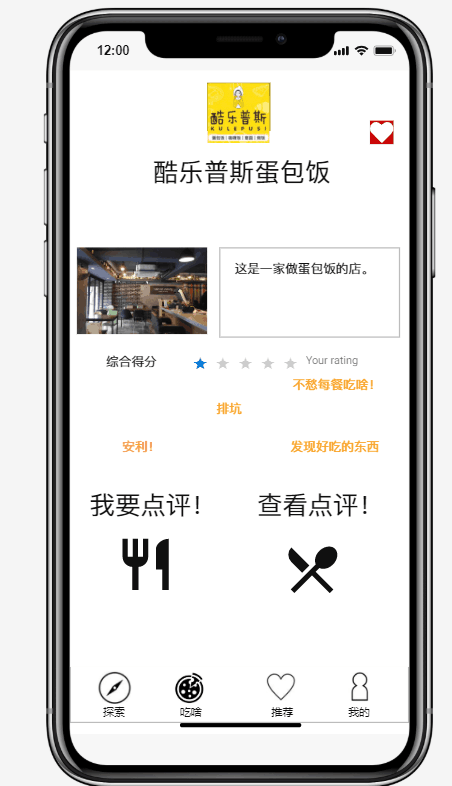 12:00
酷乐普斯
KULEPUSI
酷乐普斯蛋包饭
这是一家做蛋包饭的店。
综合得分
Your rating
不愁每餐吃啥！
排坑
安利！
发现好吃的东西
我要点评！
查看点评！
探索
吃啥
推荐
我的